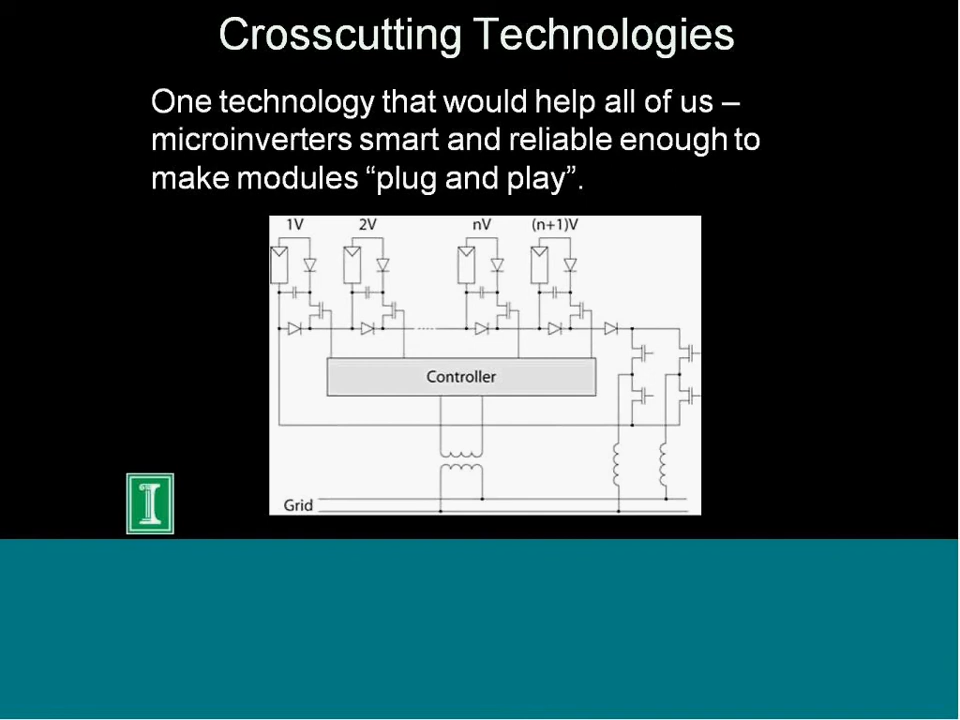 Crosscutting Technologies
One technology that would help all of us –
microinverters smart and reliable enough to
make modules “plug and play”.
1V 2V nV (n+1)V
Controller
Grid
I